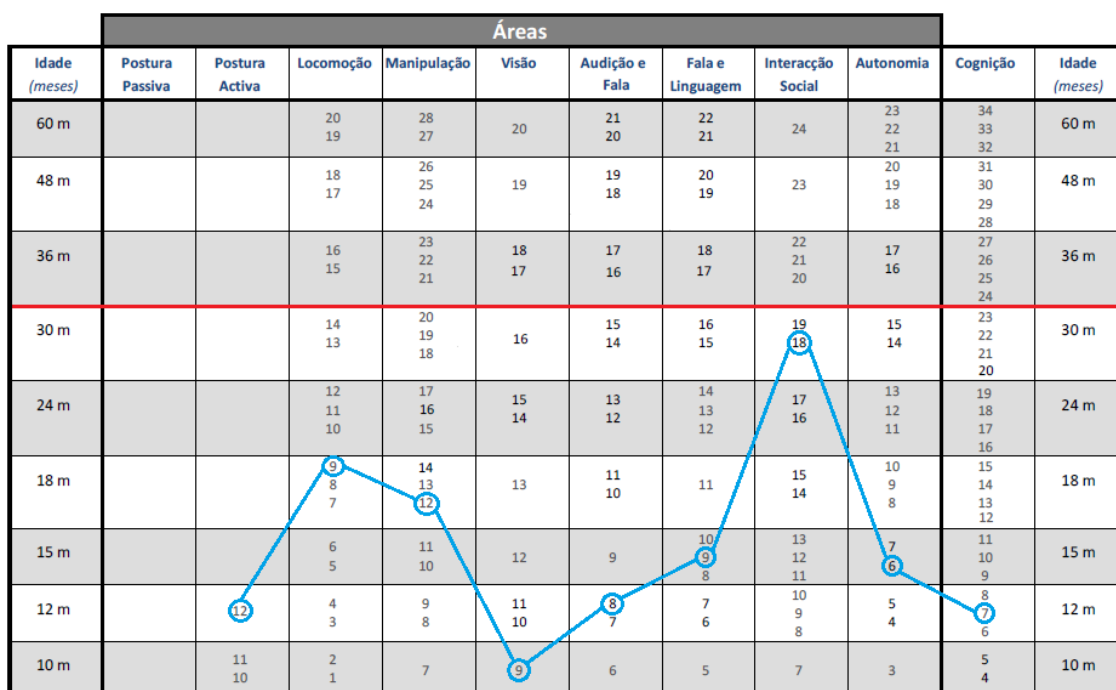 Áreas
Idade (meses) Postura Passiva Postura Activa Locomoção Manipulação Visão Audição e Fala Fala e Linguagem Interacção Social Autonomia Cognição Idade (meses)
60 m 20 19 28 27 20 21 20 22 21 24 23 22 21 34 33 32 60 m
48 m 18 17 26 25 24 19 19 18 20 19 23 20 19 18 31 30 29 28 48 m
36 m 16 15 23 22 21 18 17 17 16 18 17 22 21 20 17 16 27 26 25 24 36 m
30 m 14 13 20 19 18 16 15 14 16 15 19 18 15 14 23 22 21 20 30 m
24 m 12 11 10 17 16 15 15 14 13 12 14 13 12 17 16 13 12 11 19 18 17 16 24 m
18 m 9 8 7 14 13 12 13 11 10 11 15 14 10 9 8 15 14 13 12 18 m
15 m 6 5 11 10 12 9 10 9 8 13 12 11 7 6 11 10 9 15 m
12 m 12 4 3 9 8 11 10 8 7 7 6 10 9 8 5 4 8 7 6 12 m
10 m 11 10 2 1 7 9 6 5 7 3 5 4 10 m